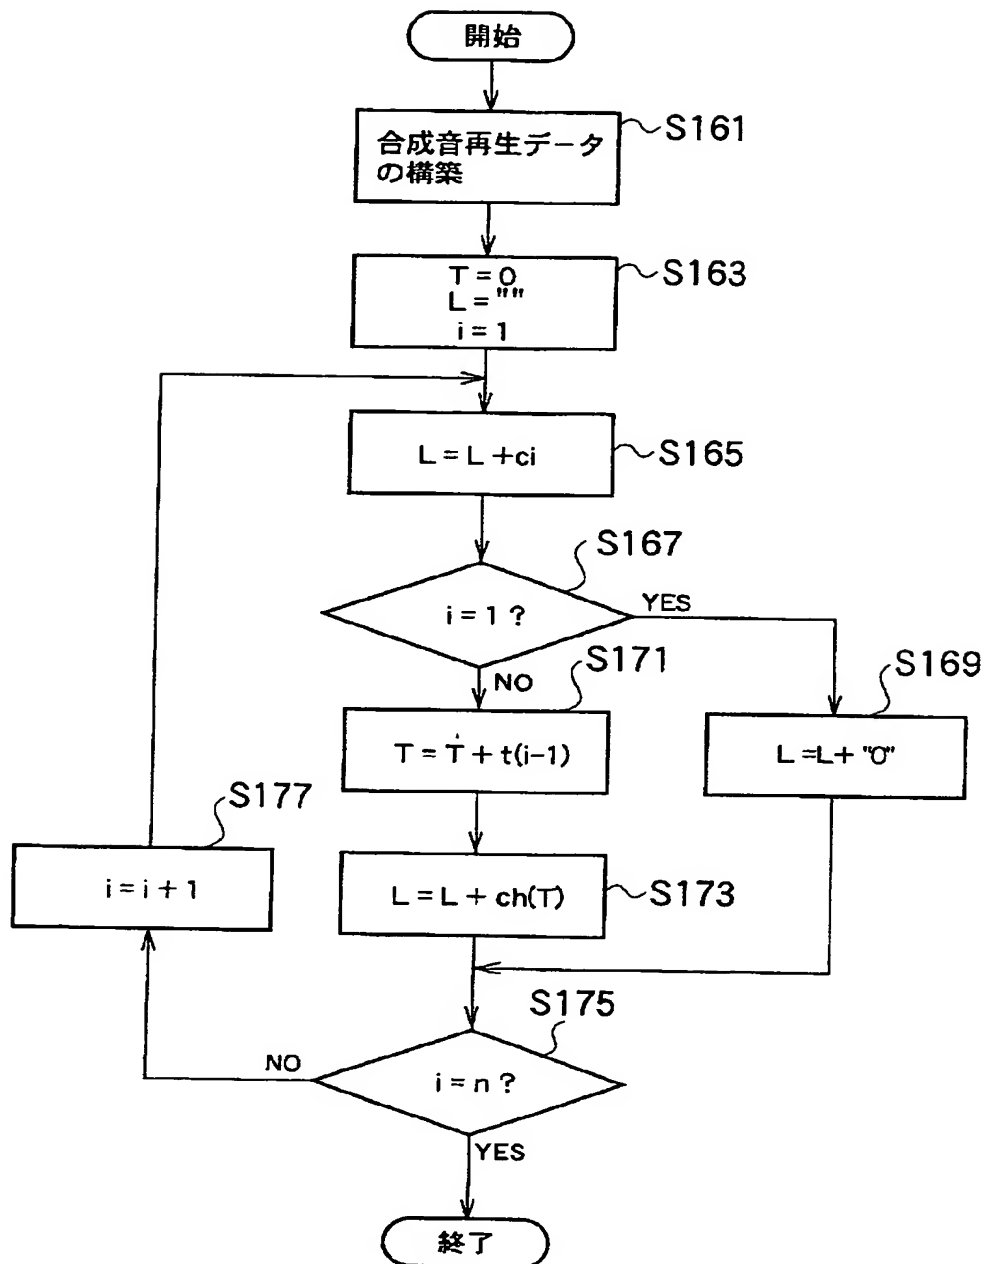 開始
合成音再生データ
の構築
S161
T=0
L=""
i=1
S163
L=L+ci
S165
S167
i=1?
YES
NO
S171
T=T+t(i-1)
S169
L=L+"0"
S177
i=i+1
L=L+ch(T)
S173
S175
i=n?
NO
YES
終了